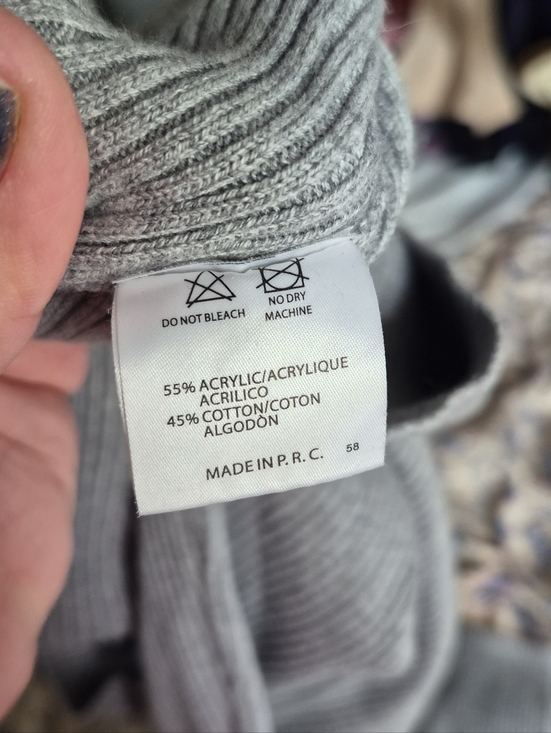 DO NOT BLEACH
NO DRY
MACHINE
55% ACRYLIC/ACRYLIQUE
ACRILICO
45% COTTON/COTON
ALGODÒN
MADE IN P.R.C. 58